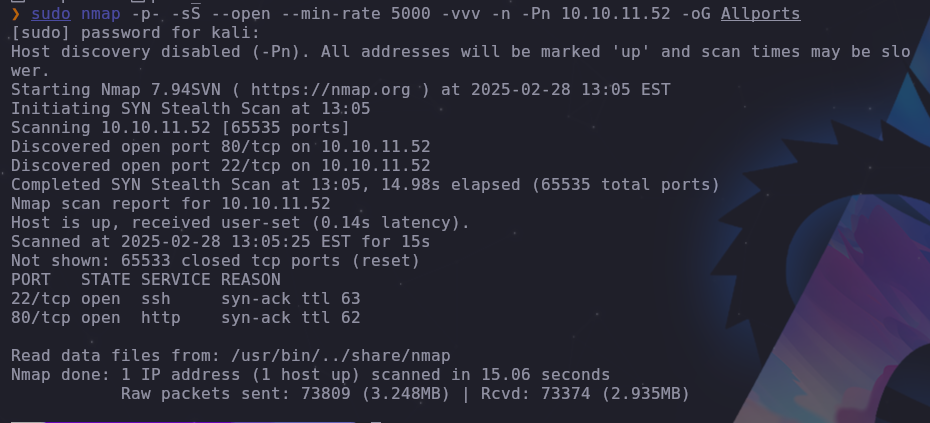 ❯ sudo nmap -p- -sS --open --min-rate 5000 -vvv -n -Pn 10.10.11.52 -oG Allports
[sudo] password for kali:
Host discovery disabled (-Pn). All addresses will be marked 'up' and scan times may be slo
wer.
Starting Nmap 7.94SVN ( https://nmap.org ) at 2025-02-28 13:05 EST
Initiating SYN Stealth Scan at 13:05
Scanning 10.10.11.52 [65535 ports]
Discovered open port 80/tcp on 10.10.11.52
Discovered open port 22/tcp on 10.10.11.52
Completed SYN Stealth Scan at 13:05, 14.98s elapsed (65535 total ports)
Nmap scan report for 10.10.11.52
Host is up, received user-set (0.14s latency).
Scanned at 2025-02-28 13:05:25 EST for 15s
Not shown: 65533 closed tcp ports (reset)
PORT   STATE SERVICE REASON
22/tcp open  ssh     syn-ack ttl 63
80/tcp open  http    syn-ack ttl 62
Read data files from: /usr/bin/../share/nmap
Nmap done: 1 IP address (1 host up) scanned in 15.06 seconds
           Raw packets sent: 73809 (3.248MB) | Rcvd: 73374 (2.935MB)